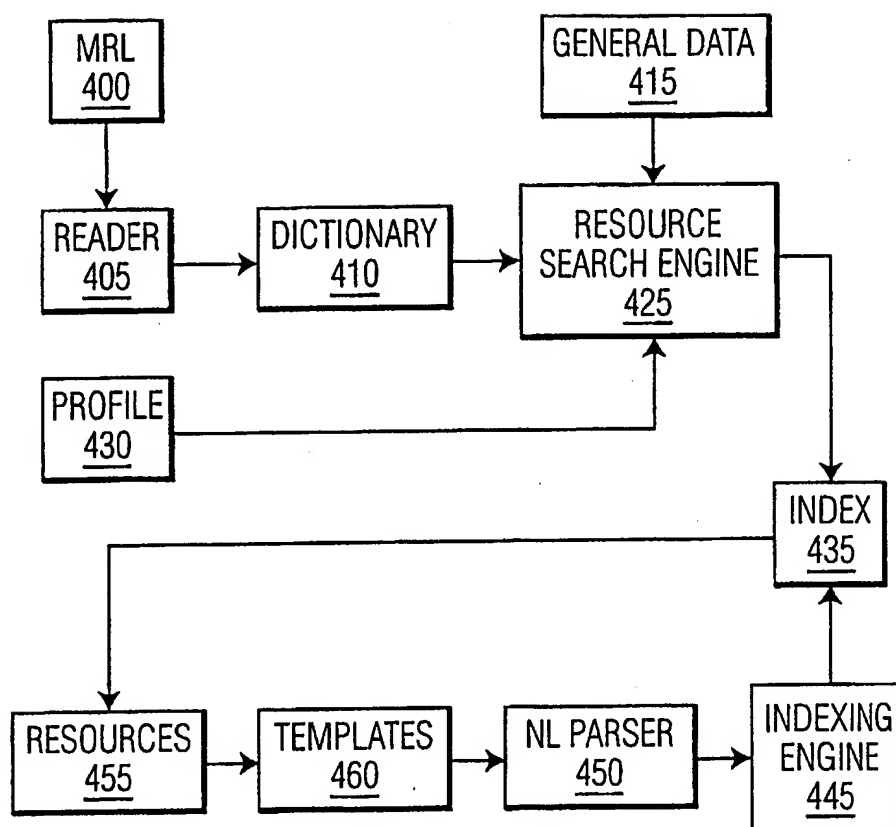 MRL
400
GENERAL DATA
415
READER
405
DICTIONARY
410
RESOURCE
SEARCH ENGINE
425
PROFILE
430
INDEX
435
RESOURCES
455
TEMPLATES
460
NL PARSER
450
INDEXING
ENGINE
445